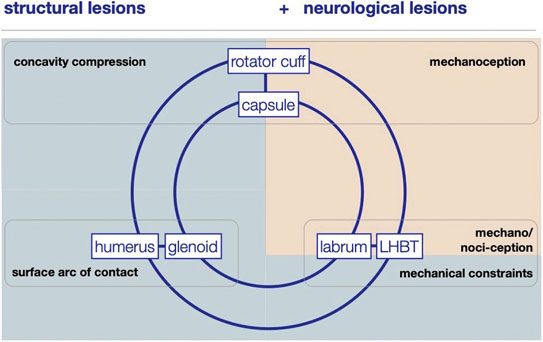 structural lesions + neurological lesions
concavity compression
rotator cuff
mechanoception
capsule
humerus
glenoid
labrum
LHBT
mechano/
noci-ception
surface arc of contact
mechanical constraints